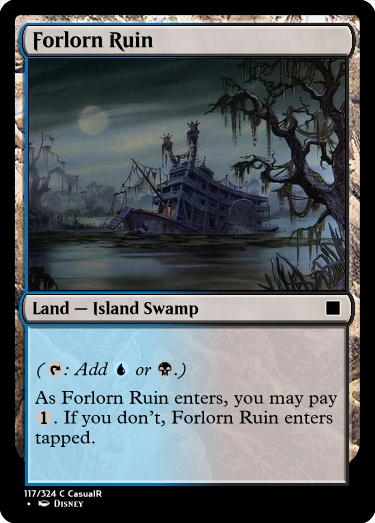 Forlorn Ruin
Land — Island Swamp
( : Add or .)
As Forlorn Ruin enters, you may pay
1 . If you don't, Forlorn Ruin enters
tapped.
117/324 C CasualR
• Disney